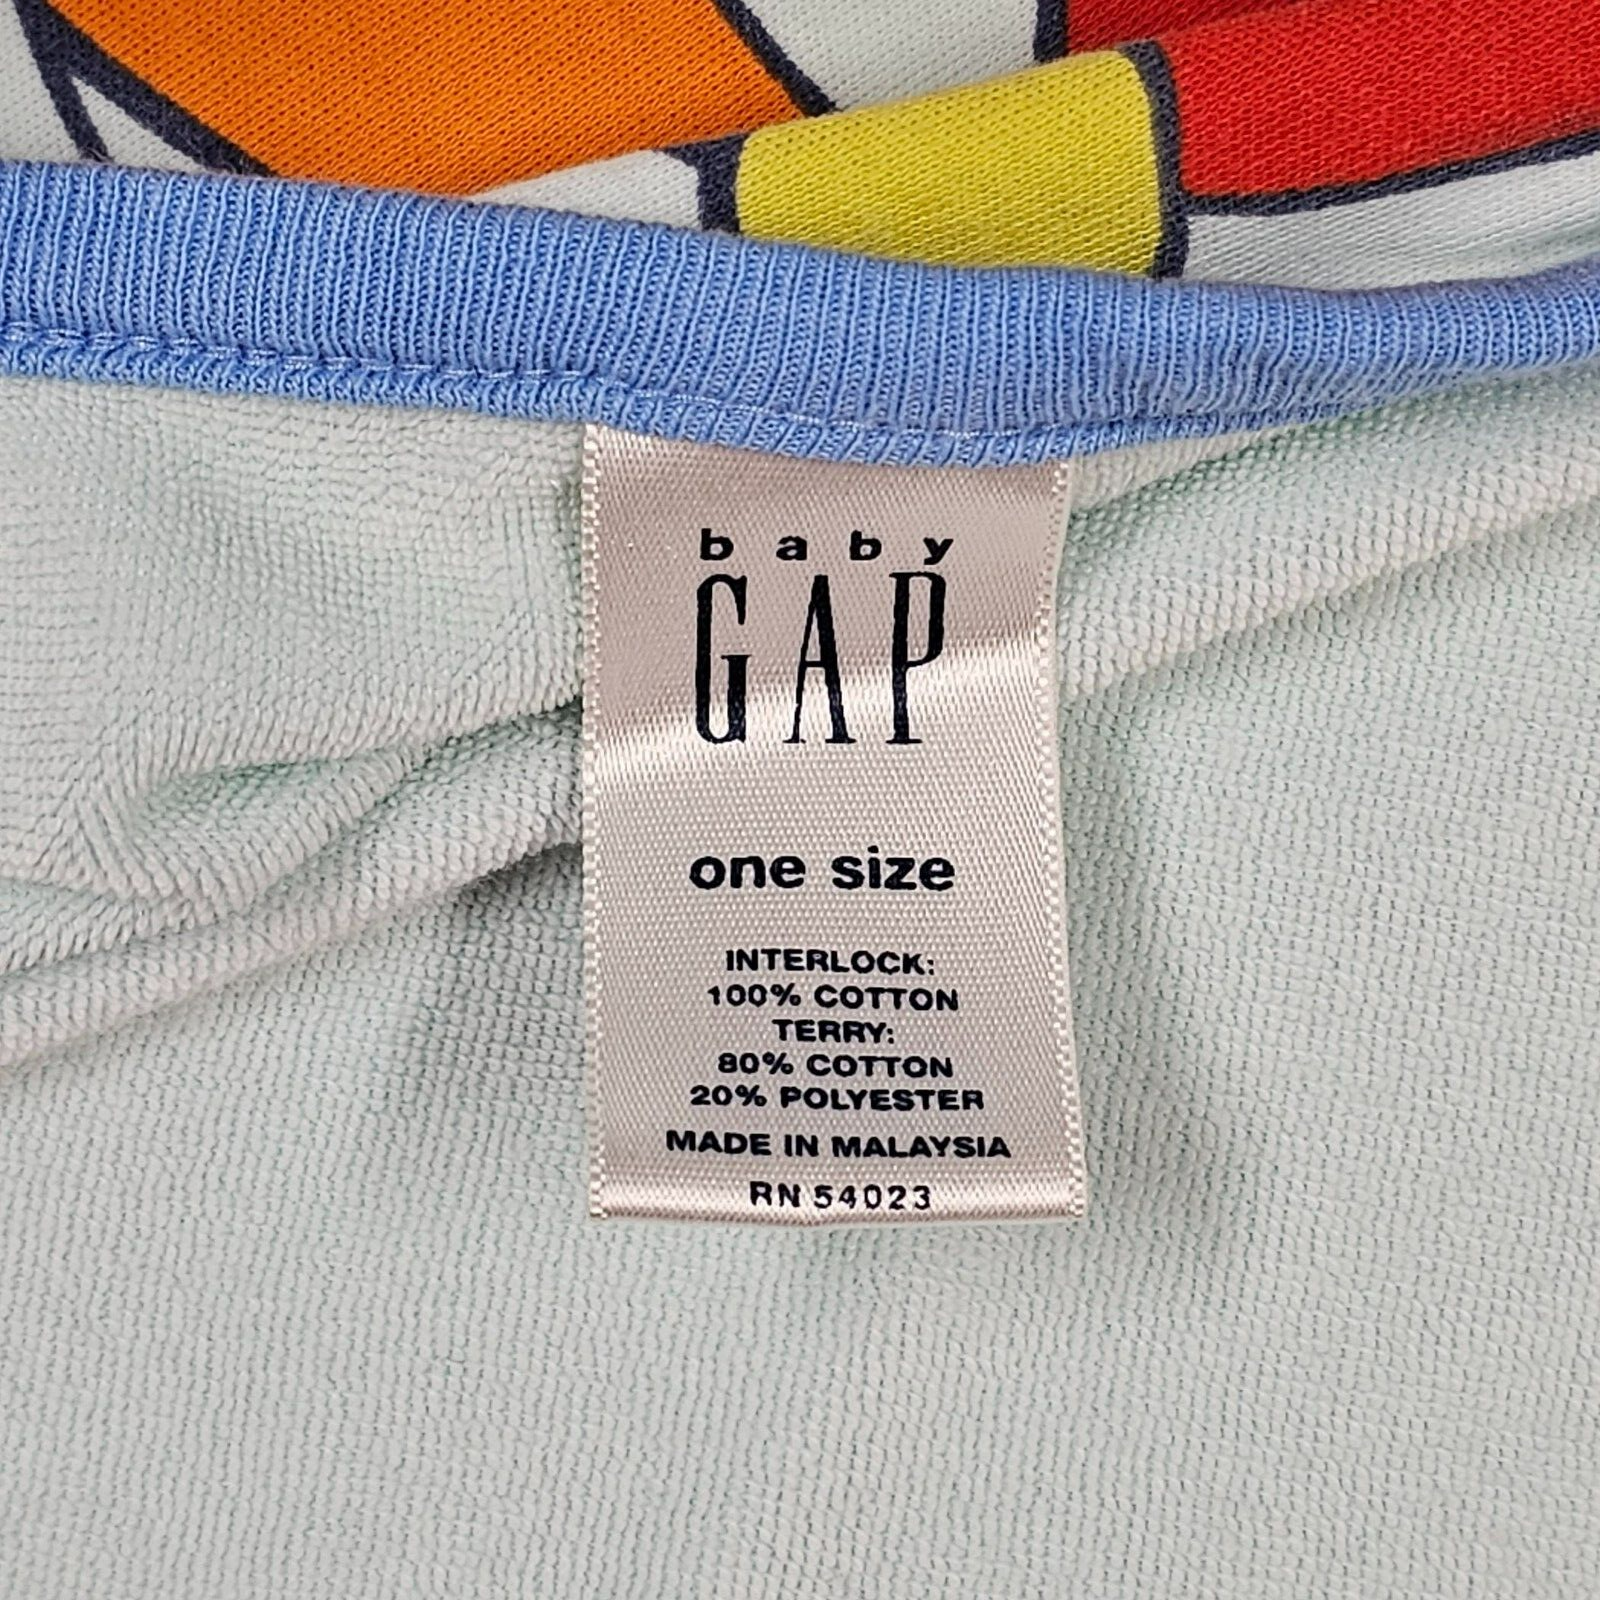 baby
GAP
one size
INTERLOCK:
100% COTTON
TERRY:
80% COTTON
20% POLYESTER
MADE IN MALAYSIA
RN 54023